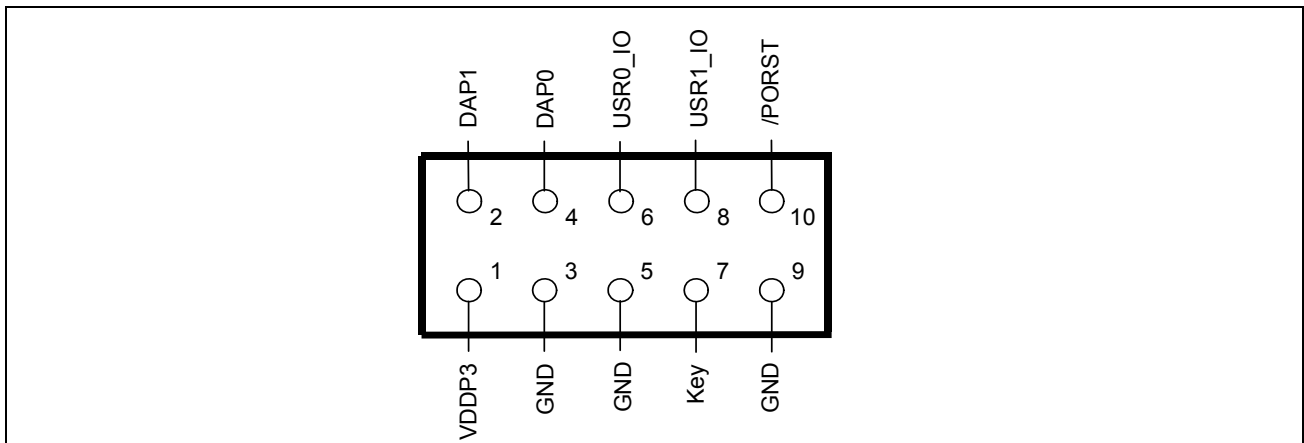 DAP1
DAP0
USR0_IO
USR1_IO
/PORST
2
4
6
8
10
1
3
5
7
9
VDDP3
GND
GND
Key
GND